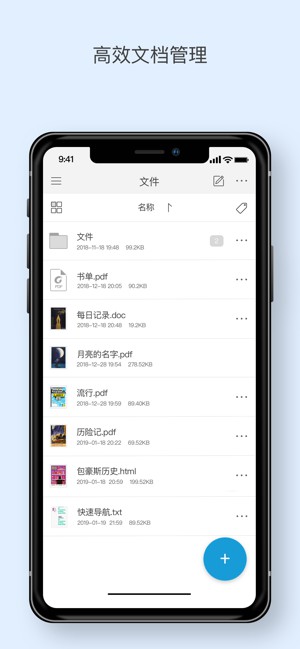 高效文档管理
9:41
文件
名称
文件
2018-11-18 19:48 99.2KB
书单.pdf
2018-12-18 20:05 90.2KB
PDF
每日记录.doc
2018-12-18 20:48 19.2KB
月亮的名字.pdf
2018-12-28 19:54 278.52KB
流行.pdf
2018-12-28 19:59 89.40KB
历险记.pdf
2019-01-18 20:22 69.52KB
包豪斯历史.html
2019-01-18 20:59 199.52KB
快速导航.txt
2019-01-19 21:59 89.52KB